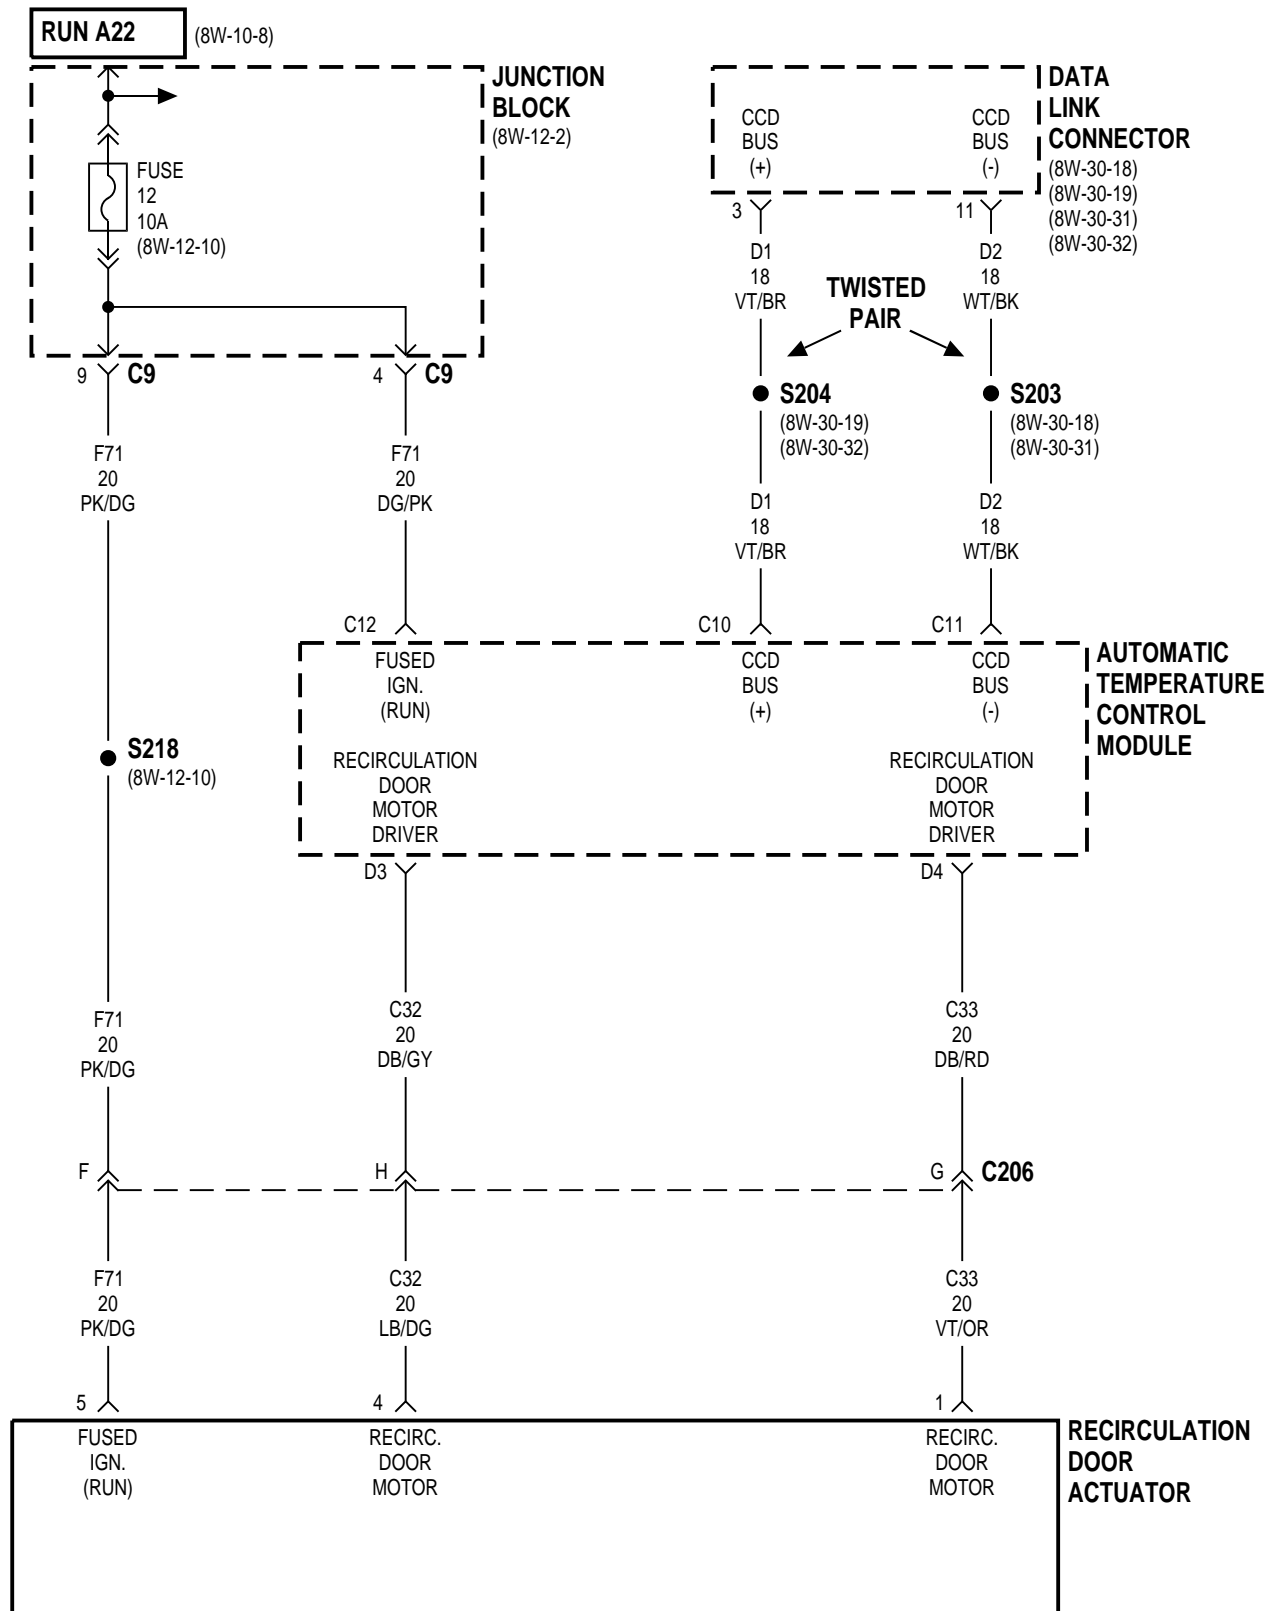 RUN A22
(8W-10-8)
JUNCTION
BLOCK
(8W-12-2)
FUSE
12
10A
(8W-12-10)
9
C9
4
C9
DATA
LINK
CONNECTOR
(8W-30-18)
(8W-30-19)
(8W-30-31)
(8W-30-32)
CCD
BUS
(+)
CCD
BUS
(-)
3
11
D1
18
VT/BR
D2
18
WT/BK
TWISTED
PAIR
S204
(8W-30-19)
(8W-30-32)
S203
(8W-30-18)
(8W-30-31)
F71
20
PK/DG
F71
20
DG/PK
D1
18
VT/BR
D2
18
WT/BK
C12
C10
C11
FUSED
IGN.
(RUN)
CCD
BUS
(+)
CCD
BUS
(-)
AUTOMATIC
TEMPERATURE
CONTROL
MODULE
S218
(8W-12-10)
RECIRCULATION
DOOR
MOTOR
DRIVER
RECIRCULATION
DOOR
MOTOR
DRIVER
D3
D4
F71
20
PK/DG
C32
20
DB/GY
C33
20
DB/RD
F
H
G
C206
F71
20
PK/DG
C32
20
LB/DG
C33
20
VT/OR
5
4
1
FUSED
IGN.
(RUN)
RECIRC.
DOOR
MOTOR
RECIRC.
DOOR
MOTOR
RECIRCULATION
DOOR
ACTUATOR